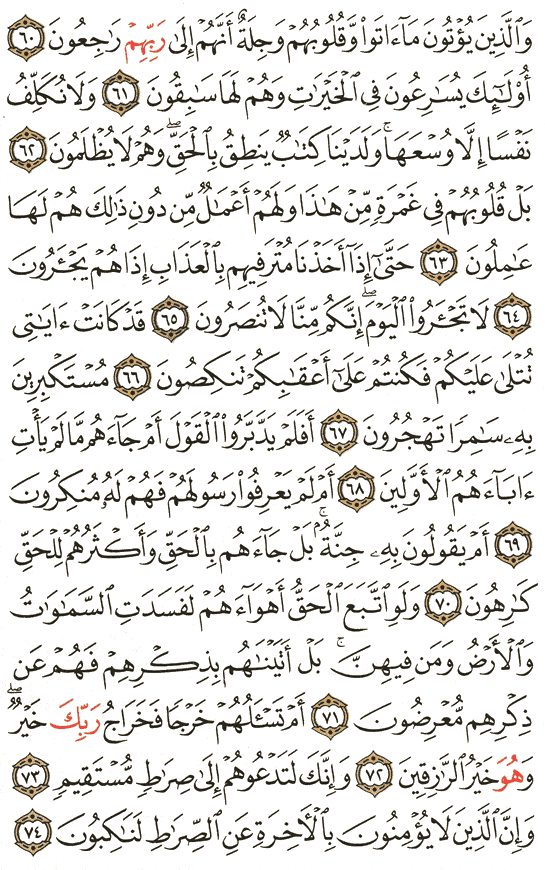 وَٱلَّذِينَ يُؤْتُونَ مَآ ءَاتَوا۟ وَّقُلُوبُهُمْ وَجِلَةٌ أَنَّهُمْ إِلَىٰ رَبِّهِمْ رَٰجِعُونَ ٦٠
أُو۟لَٰٓئِكَ يُسَٰرِعُونَ فِى ٱلْخَيْرَٰتِ وَهُمْ لَهَا سَٰبِقُونَ ٦١ وَلَا نُكَلِّفُ
نَفْسًا إِلَّا وُسْعَهَا ۚ وَلَدَيْنَا كِتَٰبٌ يَنطِقُ بِٱلْحَقِّ ۖ وَهُمْ لَا يُظْلَمُونَ ٦٢
بَلْ قُلُوبُهُمْ فِى غَمْرَةٍ مِّنْ هَٰذَا وَلَهُمْ أَعْمَٰلٌ مِّن دُونِ ذَٰلِكَ هُمْ لَهَا
عَٰمِلُونَ ٦٣ حَتَّىٰٓ إِذَآ أَخَذْنَا مُتْرَفِيهِم بِٱلْعَذَابِ إِذَا هُمْ يَجْـَٔرُونَ
٦٤ لَا تَجْـَٔرُوا۟ ٱلْيَوْمَ ۖ إِنَّكُم مِّنَّا لَا تُنصَرُونَ ٦٥ قَدْ كَانَتْ ءَايَٰتِى
تُتْلَىٰ عَلَيْكُمْ فَكُنتُمْ عَلَىٰٓ أَعْقَٰبِكُمْ تَنكِصُونَ ٦٦ مُسْتَكْبِرِينَ
بِهِۦ سَٰمِرًا تَهْجُرُونَ ٦٧ أَفَلَمْ يَدَّبَّرُوا۟ ٱلْقَوْلَ أَمْ جَآءَهُم مَّا لَمْ يَأْتِ
ءَابَآءَهُمُ ٱلْأَوَّلِينَ ٦٨ أَمْ لَمْ يَعْرِفُوا۟ رَسُولَهُمْ فَهُمْ لَهُۥ مُنكِرُونَ
٦٩ أَمْ يَقُولُونَ بِهِۦ جِنَّةٌۢ ۚ بَلْ جَآءَهُم بِٱلْحَقِّ وَأَكْثَرُهُمْ لِلْحَقِّ
كَٰرِهُونَ ٧٠ وَلَوِ ٱتَّبَعَ ٱلْحَقُّ أَهْوَآءَهُمْ لَفَسَدَتِ ٱلسَّمَٰوَٰتُ
وَٱلْأَرْضُ وَمَن فِيهِنَّ ۚ بَلْ أَتَيْنَٰهُم بِذِكْرِهِمْ فَهُمْ عَن
ذِكْرِهِم مُّعْرِضُونَ ٧١ أَمْ تَسْـَٔلُهُمْ خَرْجًا فَخَرَاجُ رَبِّكَ خَيْرٌ ۖ
وَهُوَ خَيْرُ ٱلرَّٰزِقِينَ ٧٢ وَإِنَّكَ لَتَدْعُوهُمْ إِلَىٰ صِرَٰطٍ مُّسْتَقِيمٍ ٧٣
وَإِنَّ ٱلَّذِينَ لَا يُؤْمِنُونَ بِٱلْءَاخِرَةِ عَنِ ٱلصِّرَٰطِ لَنَٰكِبُونَ ٧٤